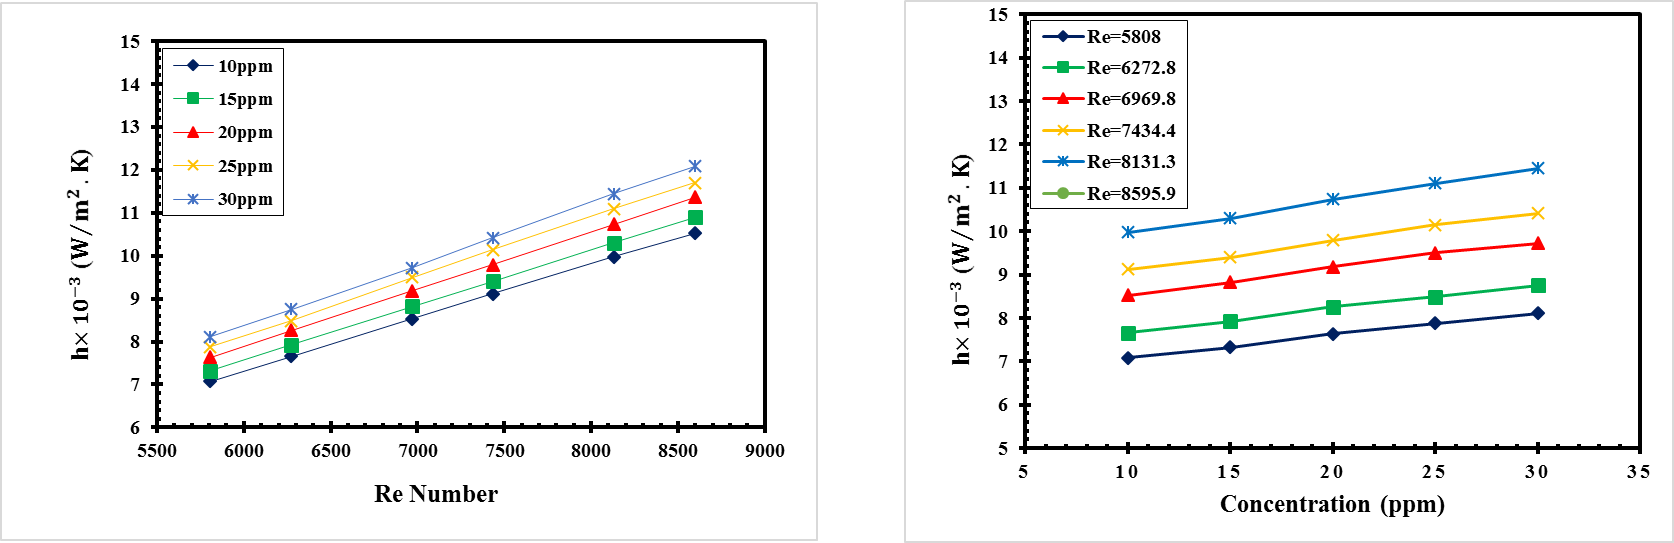 15
14
13
12
11
10
9
8
7
6
h× 10⁻³ (W/m² . K)
10ppm
15ppm
20ppm
25ppm
30ppm
5500 6000 6500 7000 7500 8000 8500 9000
Re Number
15
14
13
12
11
10
9
8
7
6
5
h× 10⁻³ (W/m² . K)
Re=5808
Re=6272.8
Re=6969.8
Re=7434.4
Re=8131.3
Re=8595.9
5 10 15 20 25 30 35
Concentration (ppm)